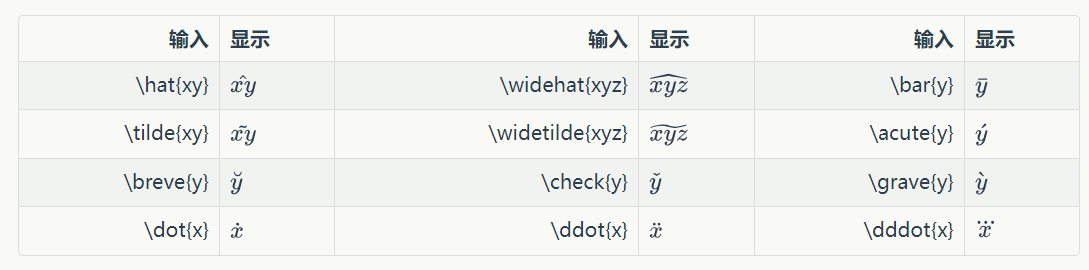 输入 显示 输入 显示 输入 显示
\hat{xy} x̂y \widehat{xyz} x͡yz \bar{y} ȳ
\tilde{xy} x̃y \widetilde{xyz} x͠yz \acute{y} ý
\breve{y} y̆ \check{y} y̌ \grave{y} ỳ
\dot{x} ẋ \ddot{x} ẍ \dddot{x} x⃛